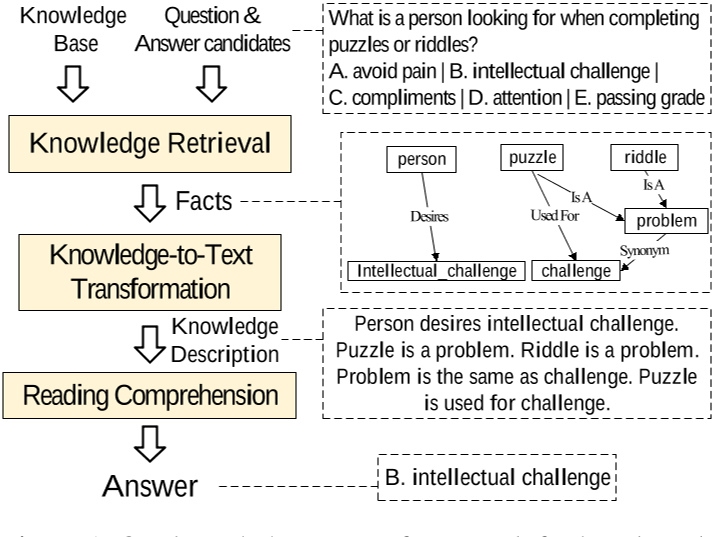 Knowledge
Base
Question &
Answer candidates
What is a person looking for when completing
puzzles or riddles?
A. avoid pain | B. intellectual challenge |
C. compliments | D. attention | E. passing grade
Knowledge Retrieval
Facts
person
puzzle
riddle
Is A
Is A
Desires
Used For
problem
Synonym
Intellectual_challenge
challenge
Knowledge-to-Text
Transformation
Knowledge
Description
Person desires intellectual challenge.
Puzzle is a problem. Riddle is a problem.
Problem is the same as challenge. Puzzle
is used for challenge.
Reading Comprehension
Answer
B. intellectual challenge